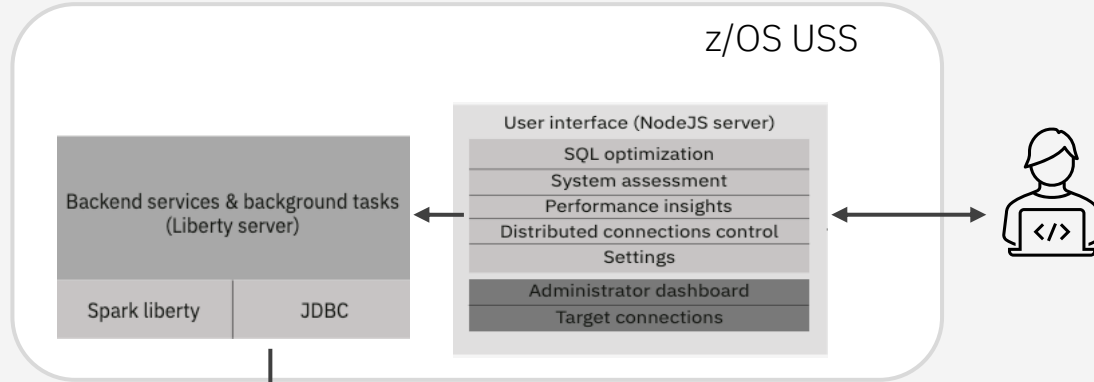 z/OS USS
User interface (NodeJS server)
SQL optimization
System assessment
Performance insights
Distributed connections control
Settings
Administrator dashboard
Target connections
Backend services & background tasks
(Liberty server)
Spark liberty
JDBC
</>